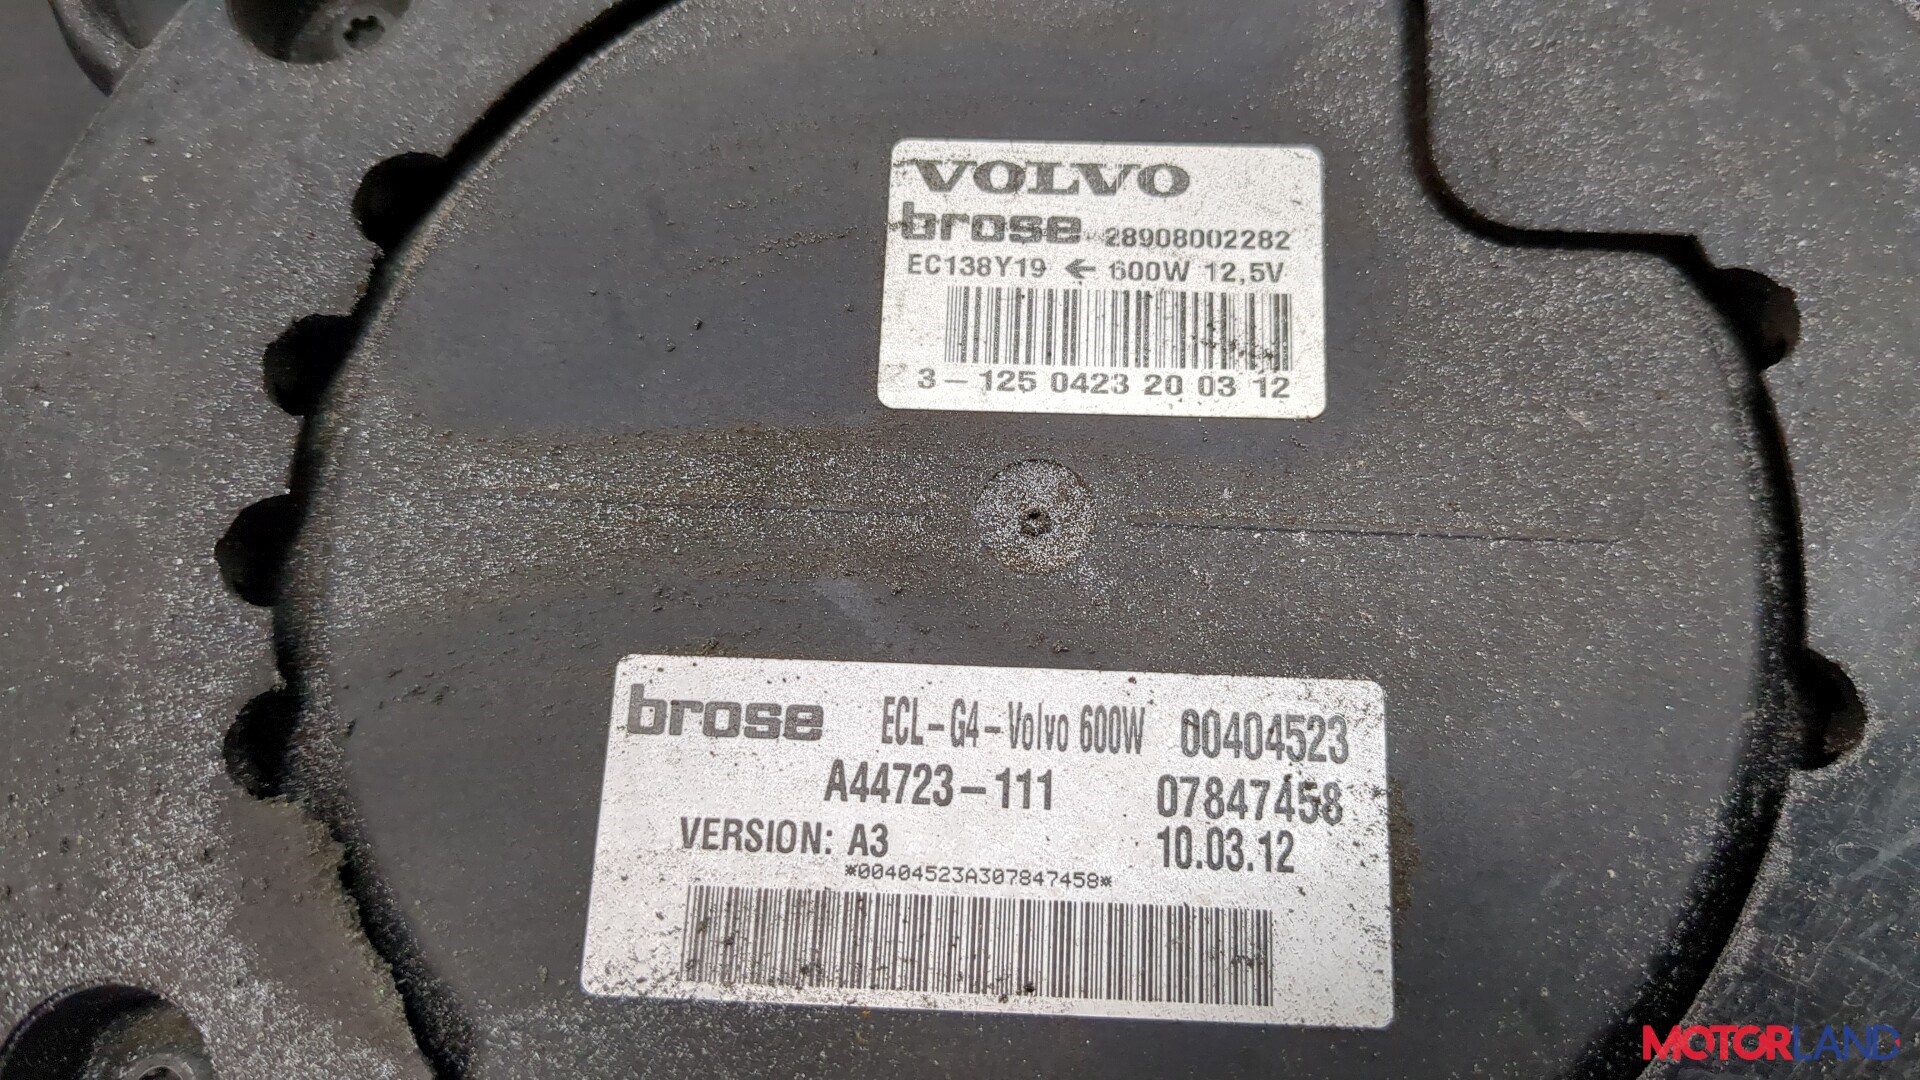 VOLVO
brose 28908002282
EC138Y19 ← 600W 12,5V
3-125 0423 20 03 12
brose ECL-G4-Volvo 600W 00404523
A44723-111 07847458
VERSION: A3 10.03.12
*00404523A307847458*
MOTORLAND